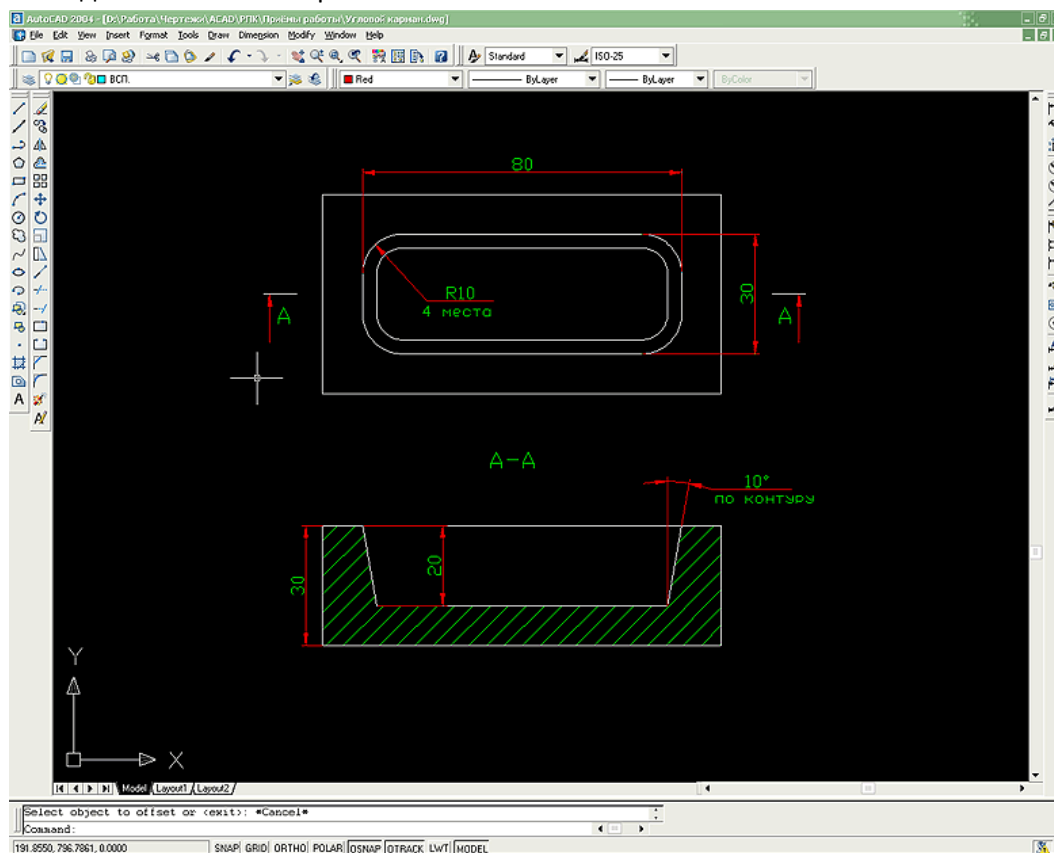 AutoCAD 2004 - [D:\Работа\Чертежи\ACAD\РПК\Приёмы работы\Угловой карман.dwg]
File Edit View Insert Format Tools Draw Dimension Modify Window Help
Standard ISO-25
ВСП. Red ByLayer ByLayer ByColor
80
R10
4 места
30
А А
А-А
10°
по контуру
20
30
Y
X
Model Layout1 Layout2
Select object to offset or <exit>: *Cancel*
Command:
191.8550, 796.7861, 0.0000 SNAP GRID ORTHO POLAR OSNAP OTRACK LWT MODEL